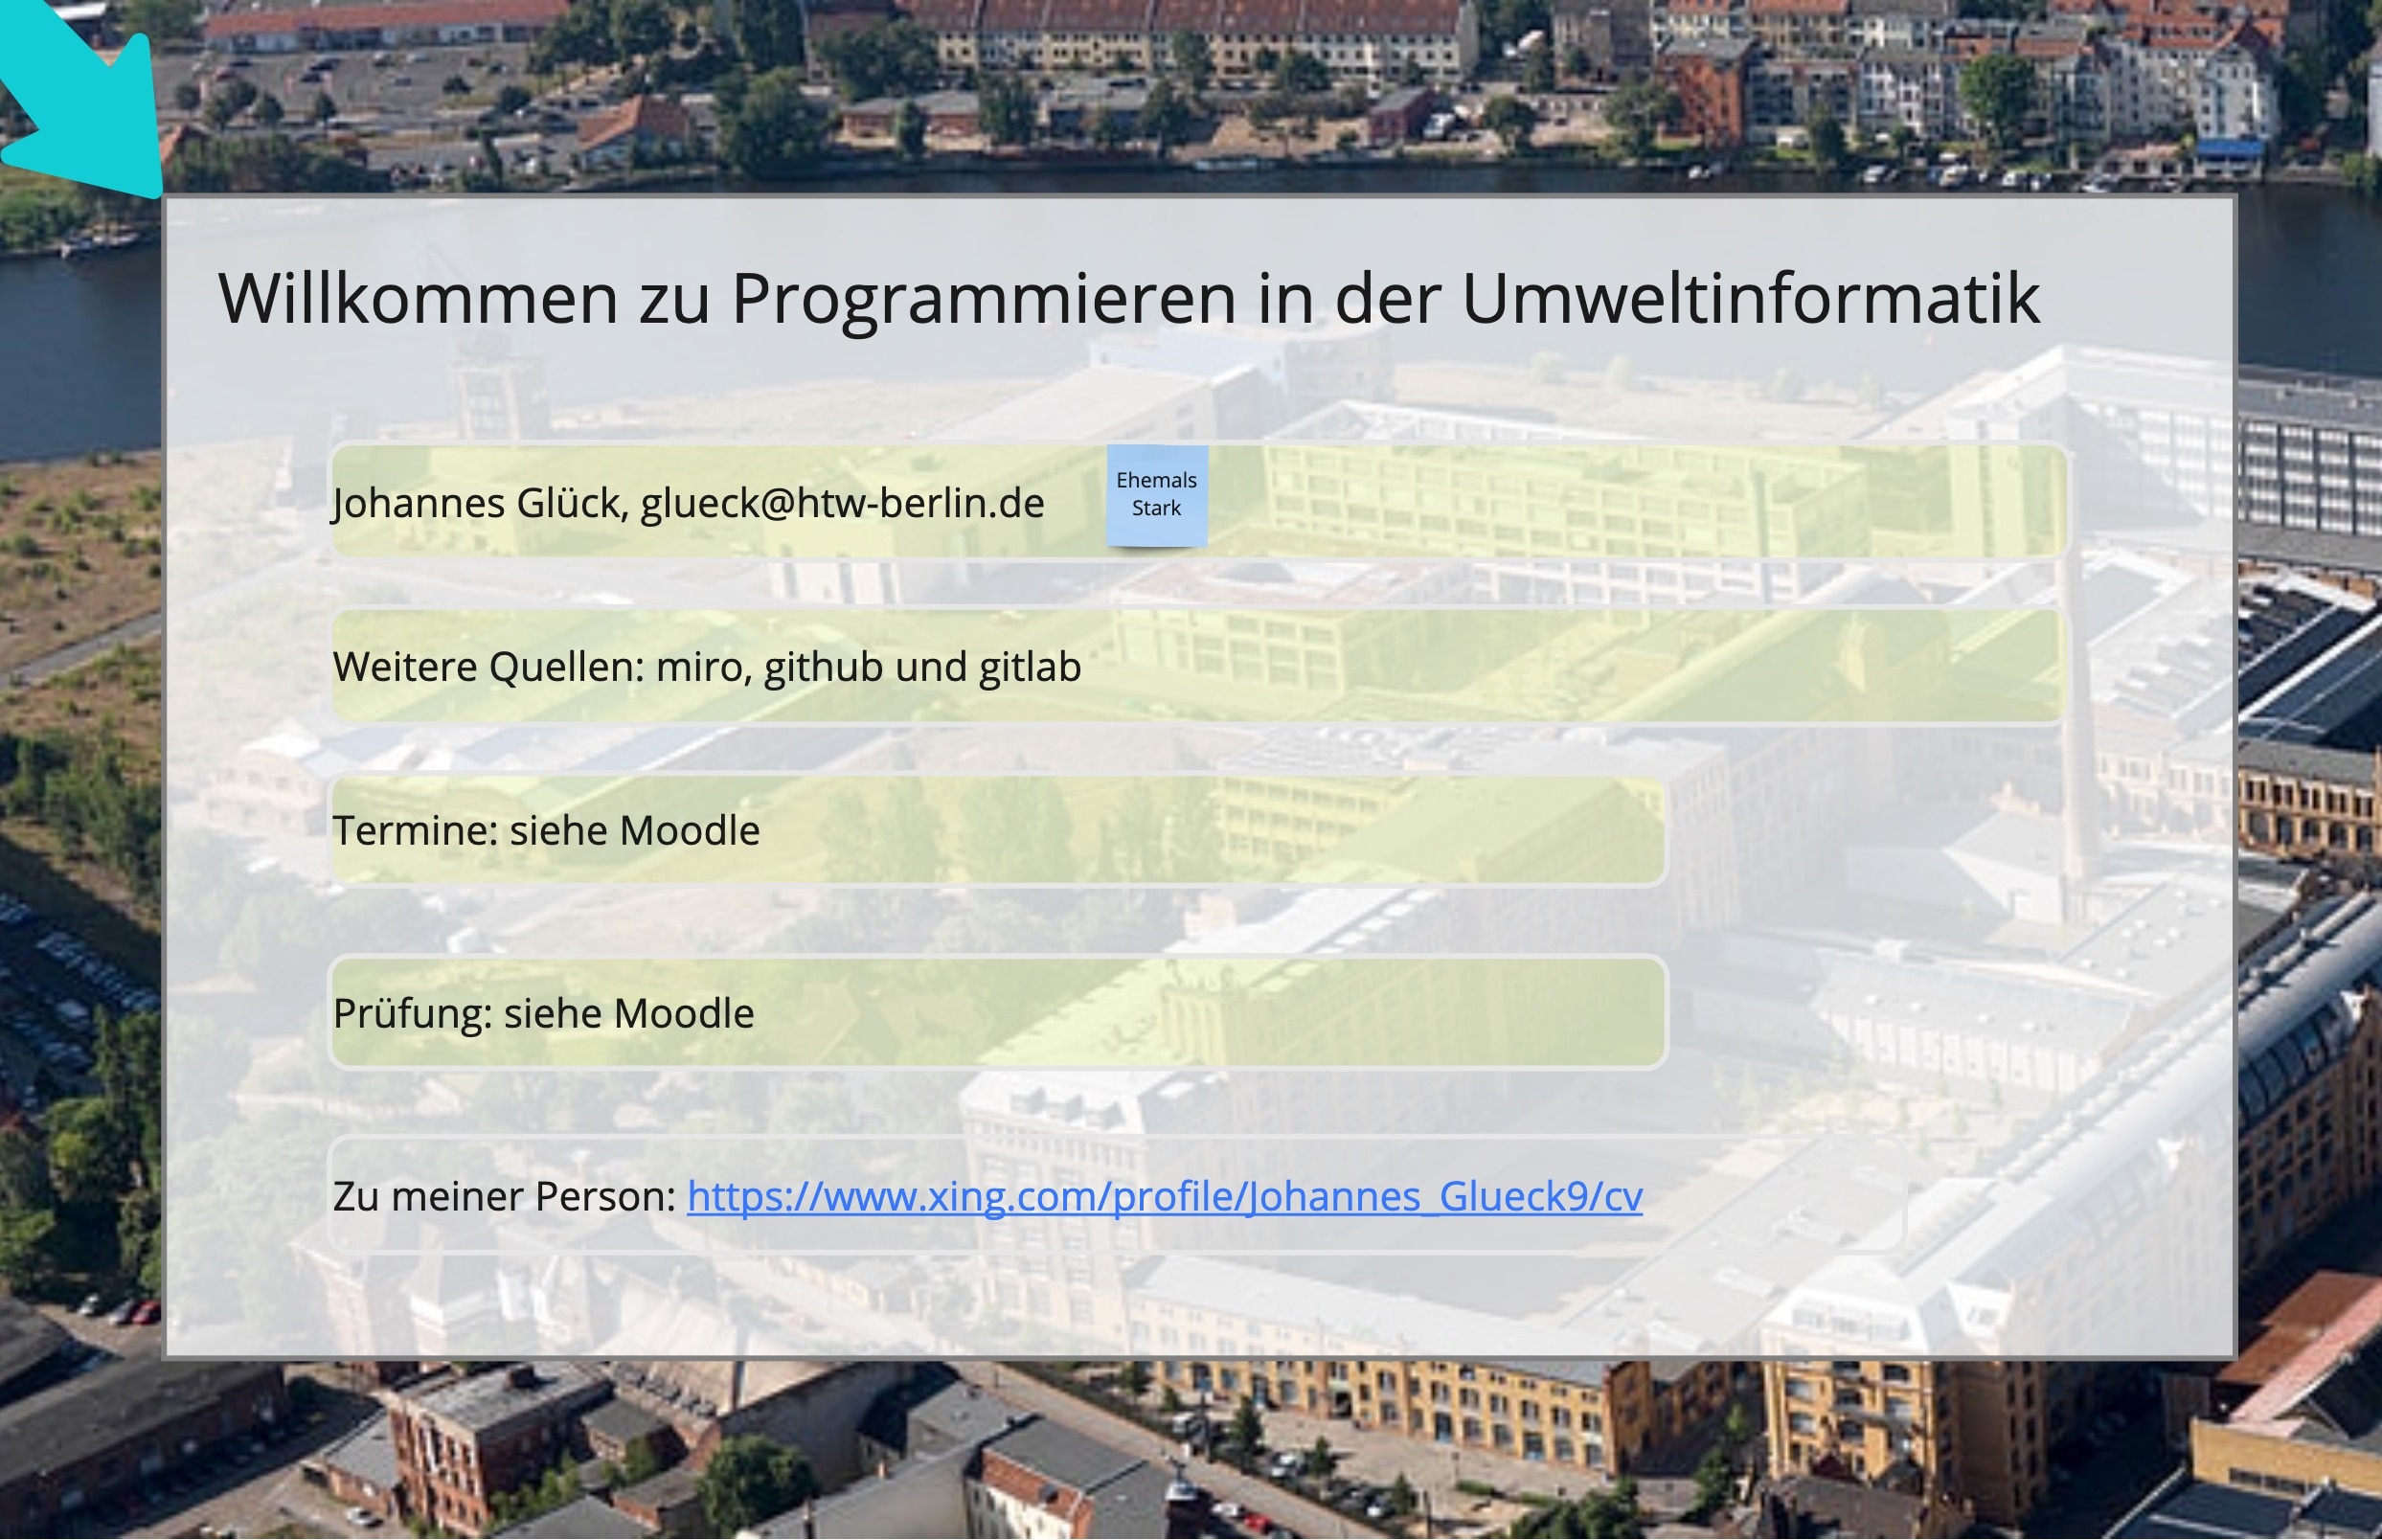 Willkommen zu Programmieren in der Umweltinformatik
Johannes Glück, glueck@htw-berlin.de
Ehemals
Stark
Weitere Quellen: miro, github und gitlab
Termine: siehe Moodle
Prüfung: siehe Moodle
Zu meiner Person: https://www.xing.com/profile/Johannes_Glueck9/cv